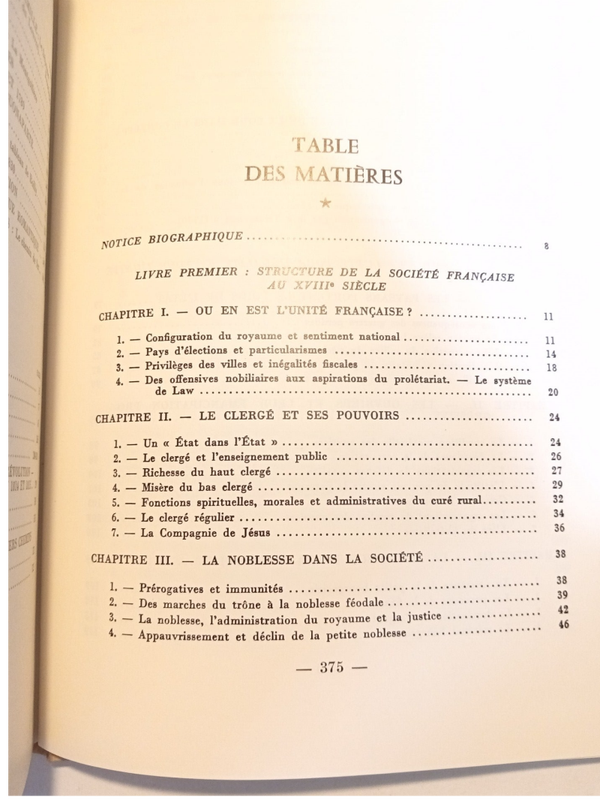 TABLE
DES MATIÈRES
★
NOTICE BIOGRAPHIQUE ........................................ 8
LIVRE PREMIER : STRUCTURE DE LA SOCIÉTÉ FRANÇAISE
AU XVIIIe SIÈCLE
CHAPITRE I. — OU EN EST L'UNITÉ FRANÇAISE ? .................... 11
1. — Configuration du royaume et sentiment national .................... 11
2. — Pays d'élections et particularismes .............................. 14
3. — Privilèges des villes et inégalités fiscales ........................ 18
4. — Des offensives nobiliaires aux aspirations du prolétariat. — Le système
de Law .................................................. 20
CHAPITRE II. — LE CLERGÉ ET SES POUVOIRS ...................... 24
1. — Un « État dans l'État » ........................................ 24
2. — Le clergé et l'enseignement public .............................. 26
3. — Richesse du haut clergé ........................................ 27
4. — Misère du bas clergé .......................................... 29
5. — Fonctions spirituelles, morales et administratives du curé rural........ 32
6. — Le clergé régulier ............................................ 34
7. — La Compagnie de Jésus ........................................ 36
CHAPITRE III. — LA NOBLESSE DANS LA SOCIÉTÉ .................. 38
1. — Prérogatives et immunités ...................................... 38
2. — Des marches du trône à la noblesse féodale ........................ 39
3. — La noblesse, l'administration du royaume et la justice .............. 42
4. — Appauvrissement et déclin de la petite noblesse .................... 46
— 375 —